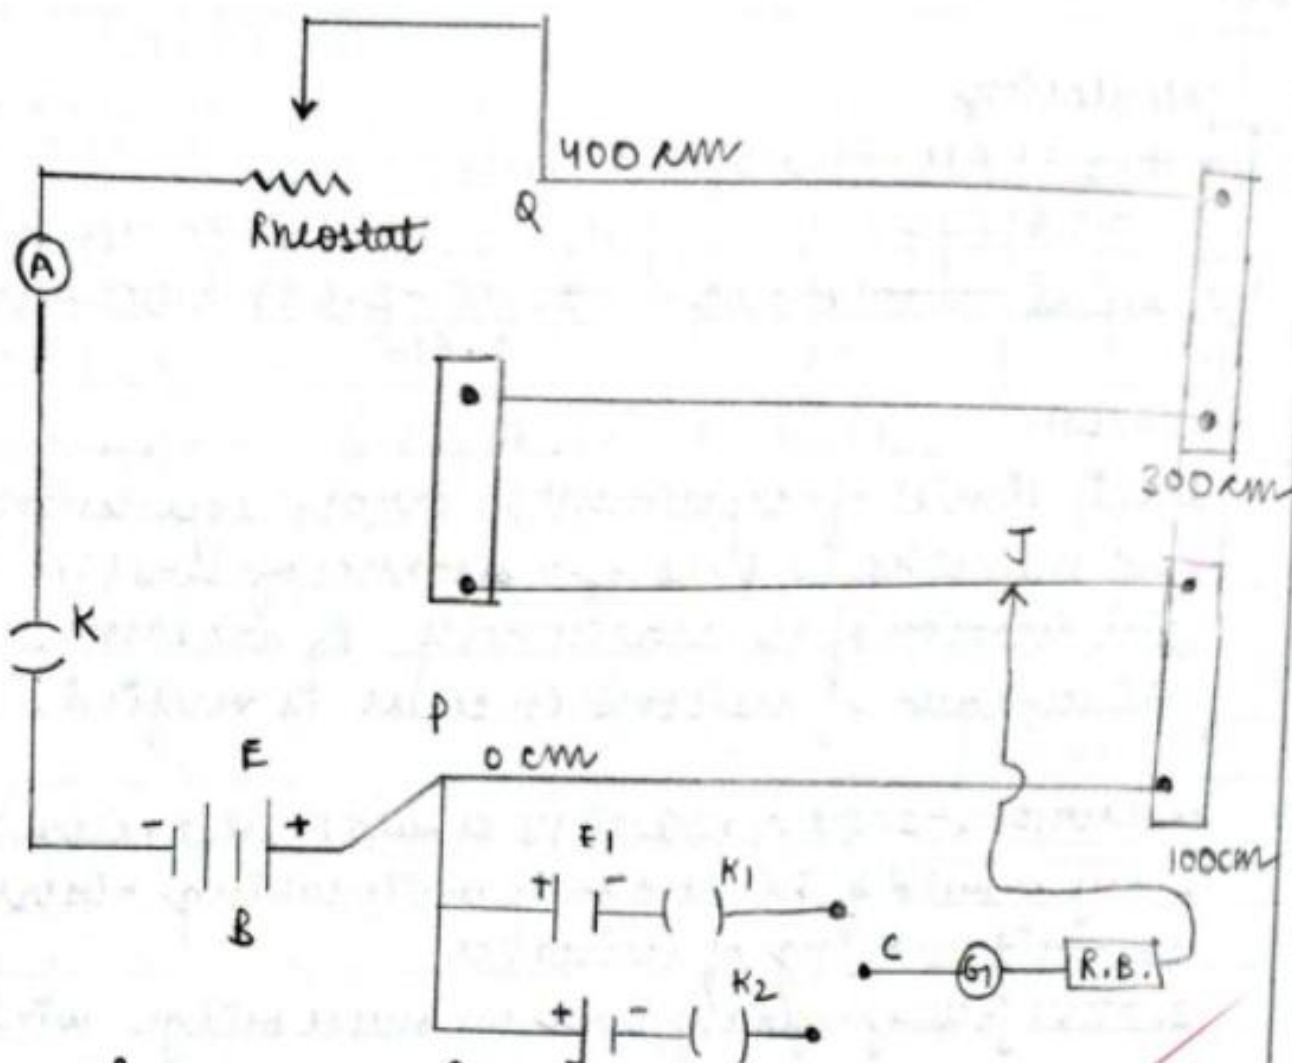 400 cm
Q
Rheostat
A
300 cm
J
K
P
0 cm
E
- +
B
100cm
E1
+ - K1
C
G
R.B.
K2
+ -